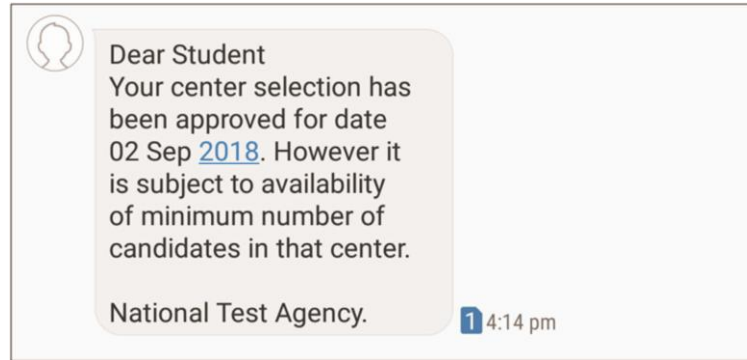 Dear Student
Your center selection has
been approved for date
02 Sep 2018. However it
is subject to availability
of minimum number of
candidates in that center.
National Test Agency.
1 4:14 pm